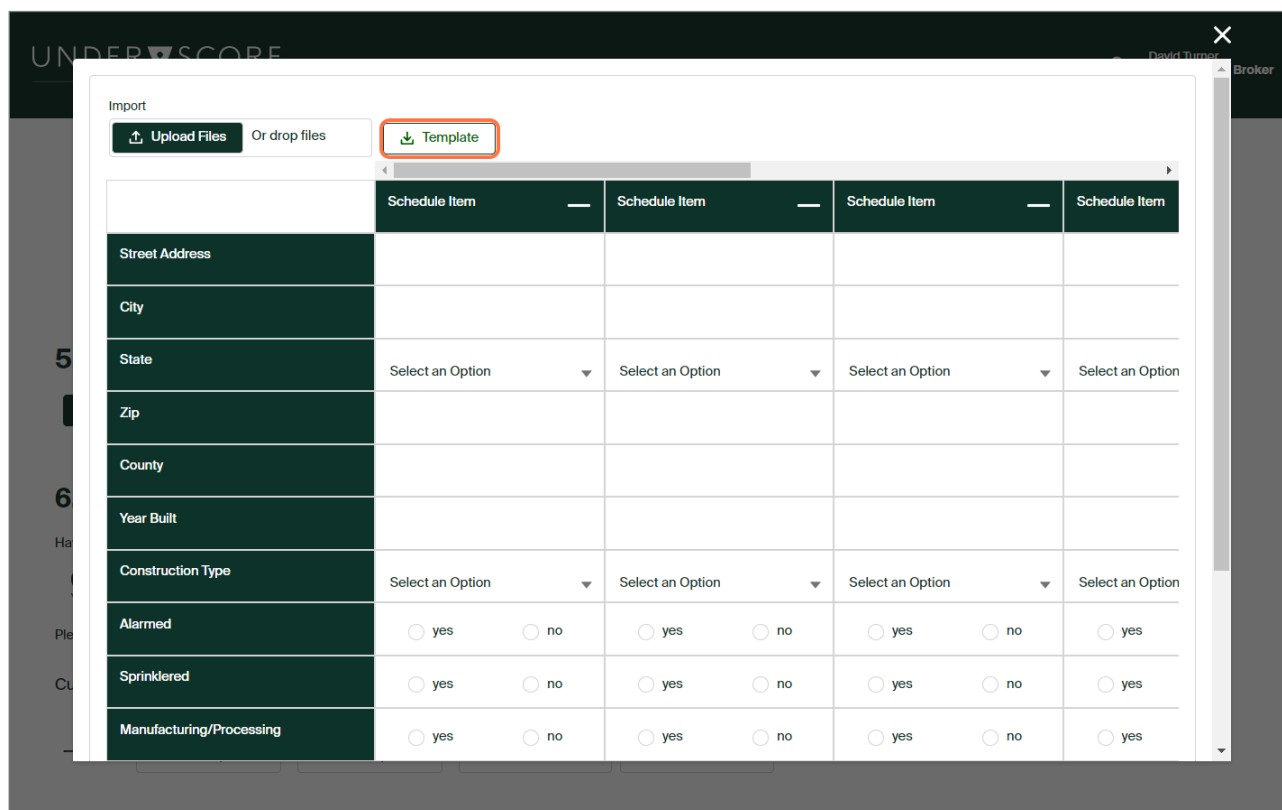 UNDER SCORE
David Turner
Broker
Import
Upload Files Or drop files Template
Schedule Item Schedule Item Schedule Item Schedule Item
Street Address
City
State Select an Option Select an Option Select an Option Select an Option
Zip
County
Year Built
Construction Type Select an Option Select an Option Select an Option Select an Option
Alarmed yes no yes no yes no yes
Sprinklered yes no yes no yes no yes
Manufacturing/Processing yes no yes no yes no yes
5
6